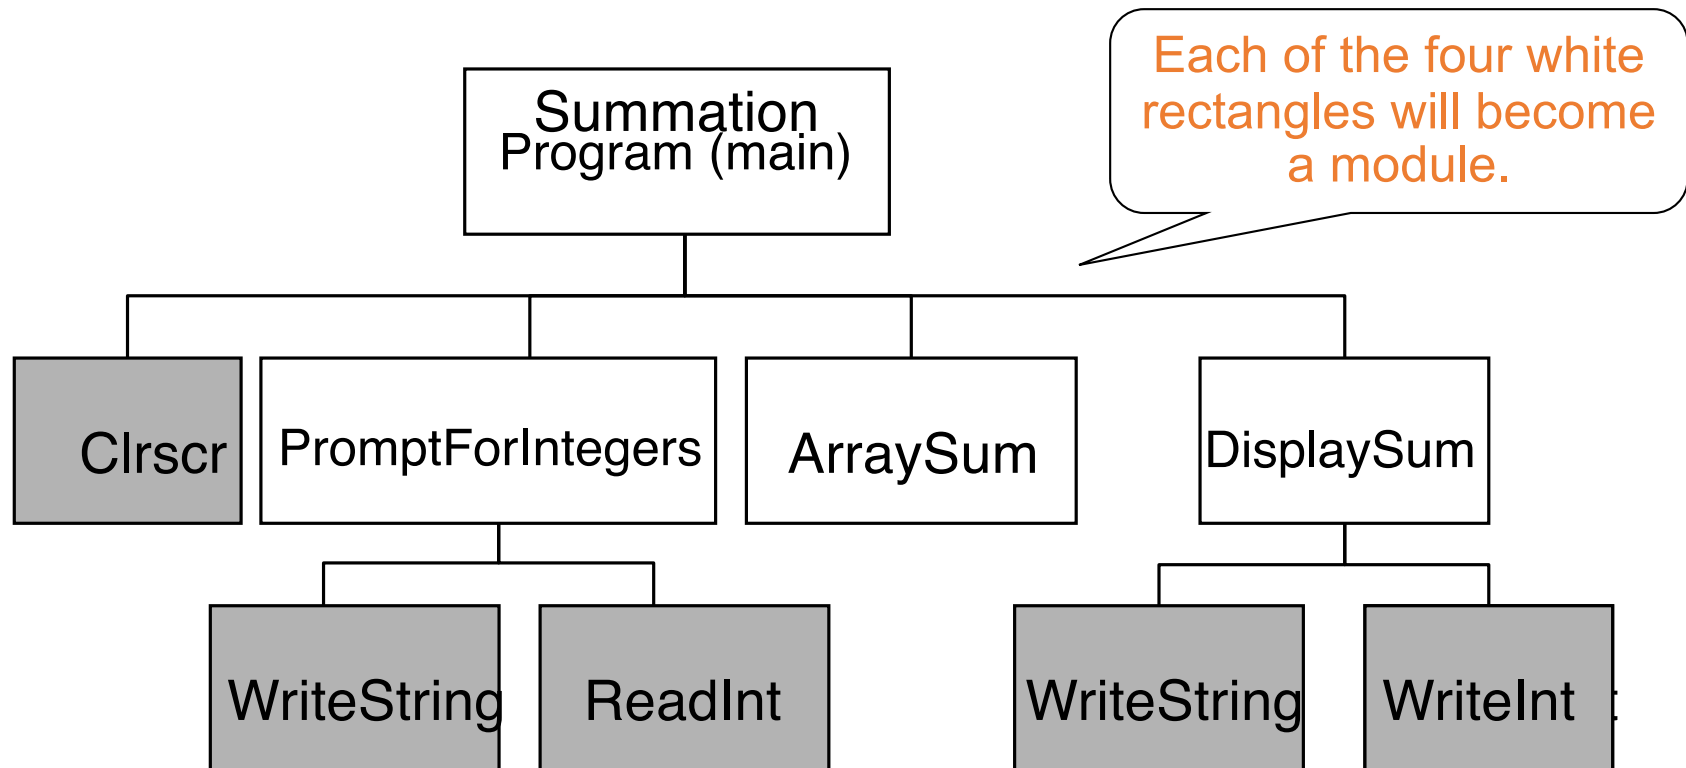 Each of the four white
rectangles will become
a module.
Summation
Program (main)
Clrscr
PromptForIntegers
ArraySum
DisplaySum
WriteString
ReadInt
WriteString
WriteInt